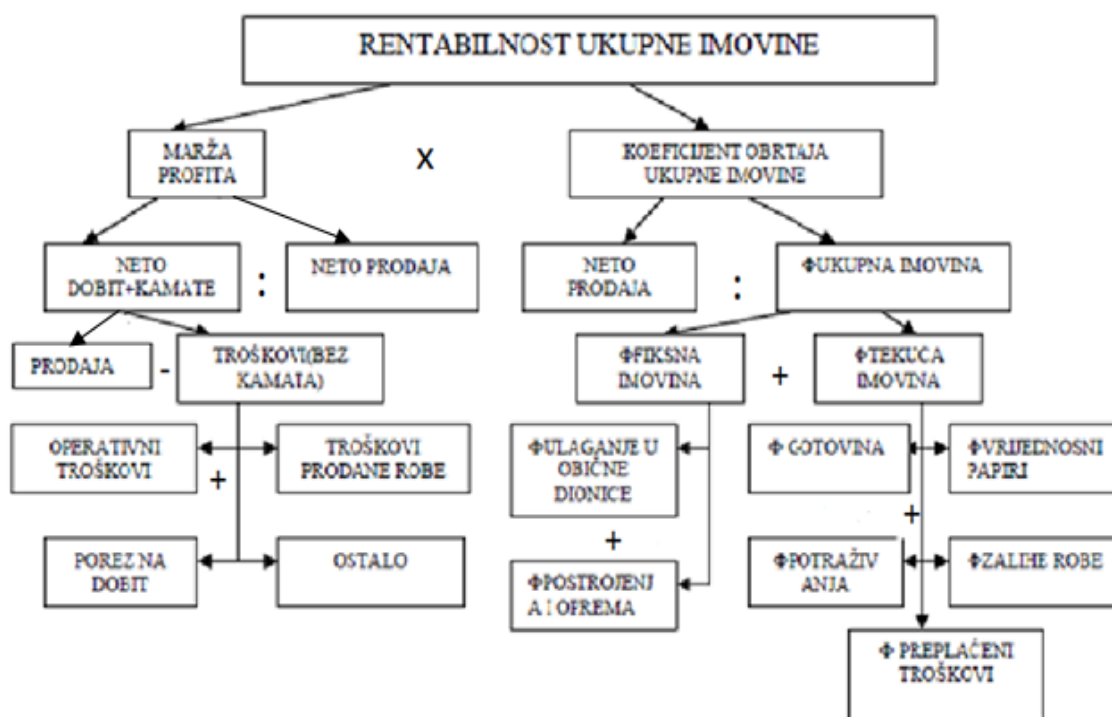 RENTABILNOST UKUPNE IMOVINE
MARŽA
PROFITA
X
KOEFICIJENT OBRTAJA
UKUPNE IMOVINE
NETO
DOBIT+KAMATE
:
NETO PRODAJA
NETO
PRODAJA
:
ΦUKUPNA IMOVINA
PRODAJA
-
TROŠKOVI(BEZ
KAMATA)
ΦFIKSNA
IMOVINA
+
ΦTEKUĆA
IMOVINA
OPERATIVNI
TROŠKOVI
+
TROŠKOVI
PRODANE ROBE
ΦULAGANJE U
OBIČNE
DIONICE
Φ GOTOVINA
+
ΦVRIJEDNOSNI
PAPIRI
POREZ NA
DOBIT
OSTALO
+
ΦPOSTROJENJ
A I OPREMA
ΦPOTRAŽIV
ANJA
ΦZALIHE ROBE
Φ PREPLAĆENI
TROŠKOVI